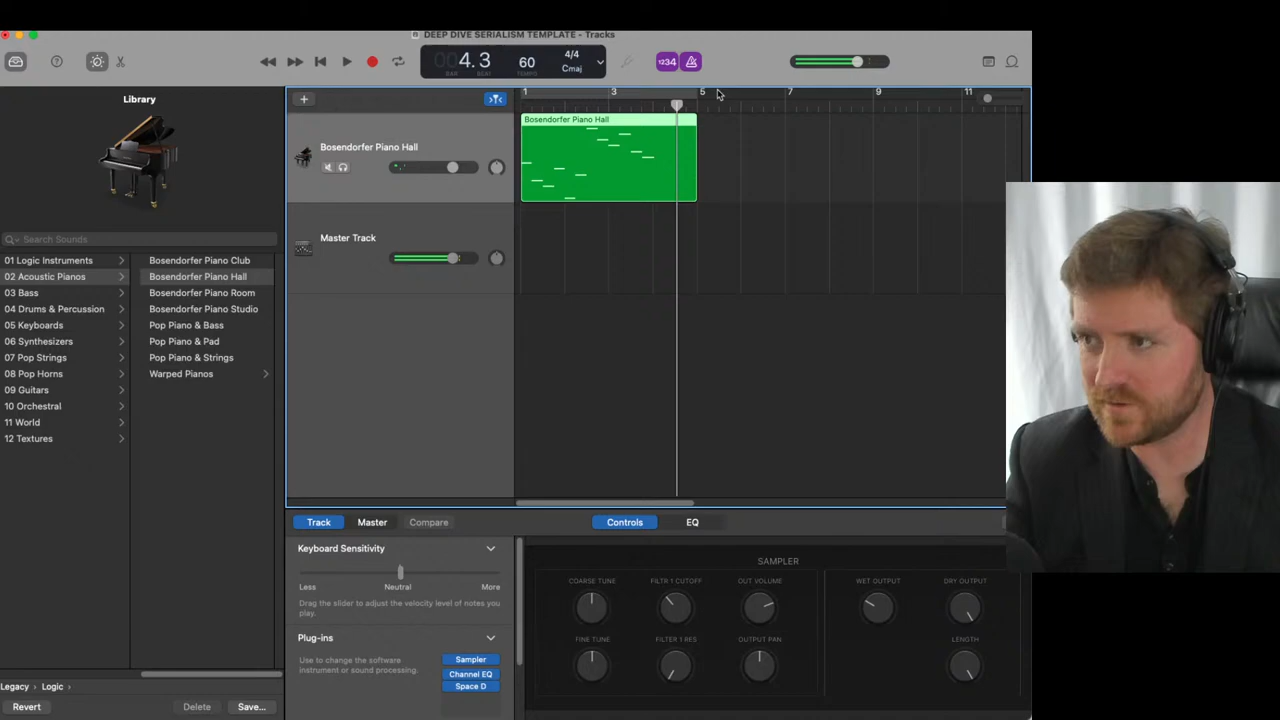 DEEP DIVE SERIALISM TEMPLATE - Tracks
004.3
BAR
BEAT
60
TEMPO
4/4
Cmaj
1234
Library
1
3
5
7
9
11
Bosendorfer Piano Hall
Bosendorfer Piano Hall
Master Track
Search Sounds
01 Logic Instruments
02 Acoustic Pianos
03 Bass
04 Drums & Percussion
05 Keyboards
06 Synthesizers
07 Pop Strings
08 Pop Horns
09 Guitars
10 Orchestral
11 World
12 Textures
Bosendorfer Piano Club
Bosendorfer Piano Hall
Bosendorfer Piano Room
Bosendorfer Piano Studio
Pop Piano & Bass
Pop Piano & Pad
Pop Piano & Strings
Warped Pianos
Track
Master
Compare
Controls
EQ
Keyboard Sensitivity
Less
Neutral
More
Drag the slider to adjust the velocity level of notes you
play.
Plug-ins
Use to change the software
instrument or sound processing.
Sampler
Channel EQ
Space D
SAMPLER
COARSE TUNE
FILTR 1 CUTOFF
OUT VOLUME
WET OUTPUT
DRY OUTPUT
FINE TUNE
FILTER 1 RES
OUTPUT PAN
LENGTH
Legacy
Logic
Revert
Delete
Save...